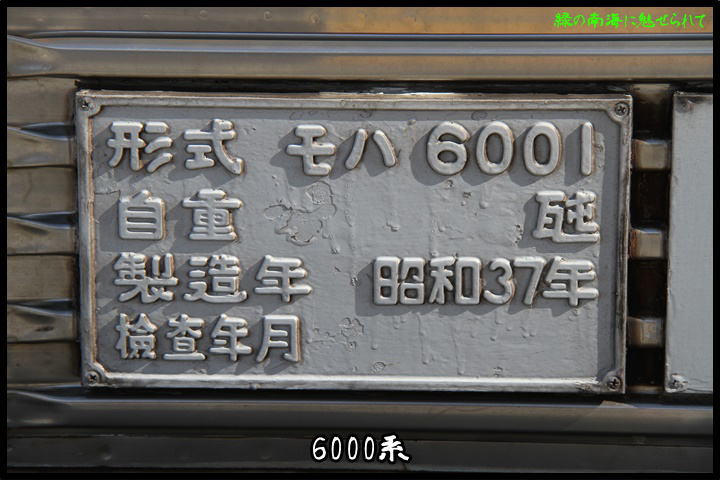 緑の南海に魅せられて
形式 モハ 6001
自重 瓲
製造年 昭和37年
検査年月
6000系